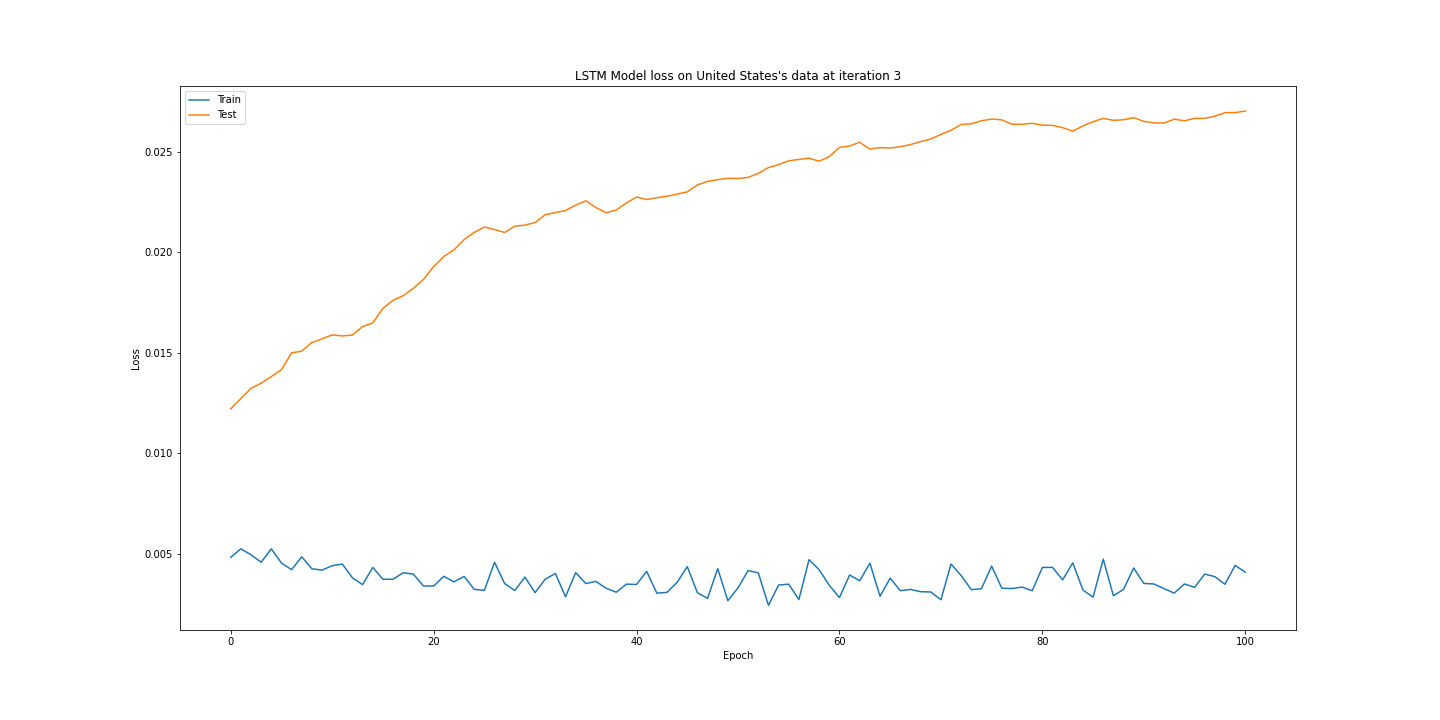 LSTM Model loss on United States's data at iteration 3
Train
Test
0.025
0.020
0.015
0.010
0.005
Loss
0 20 40 60 80 100
Epoch